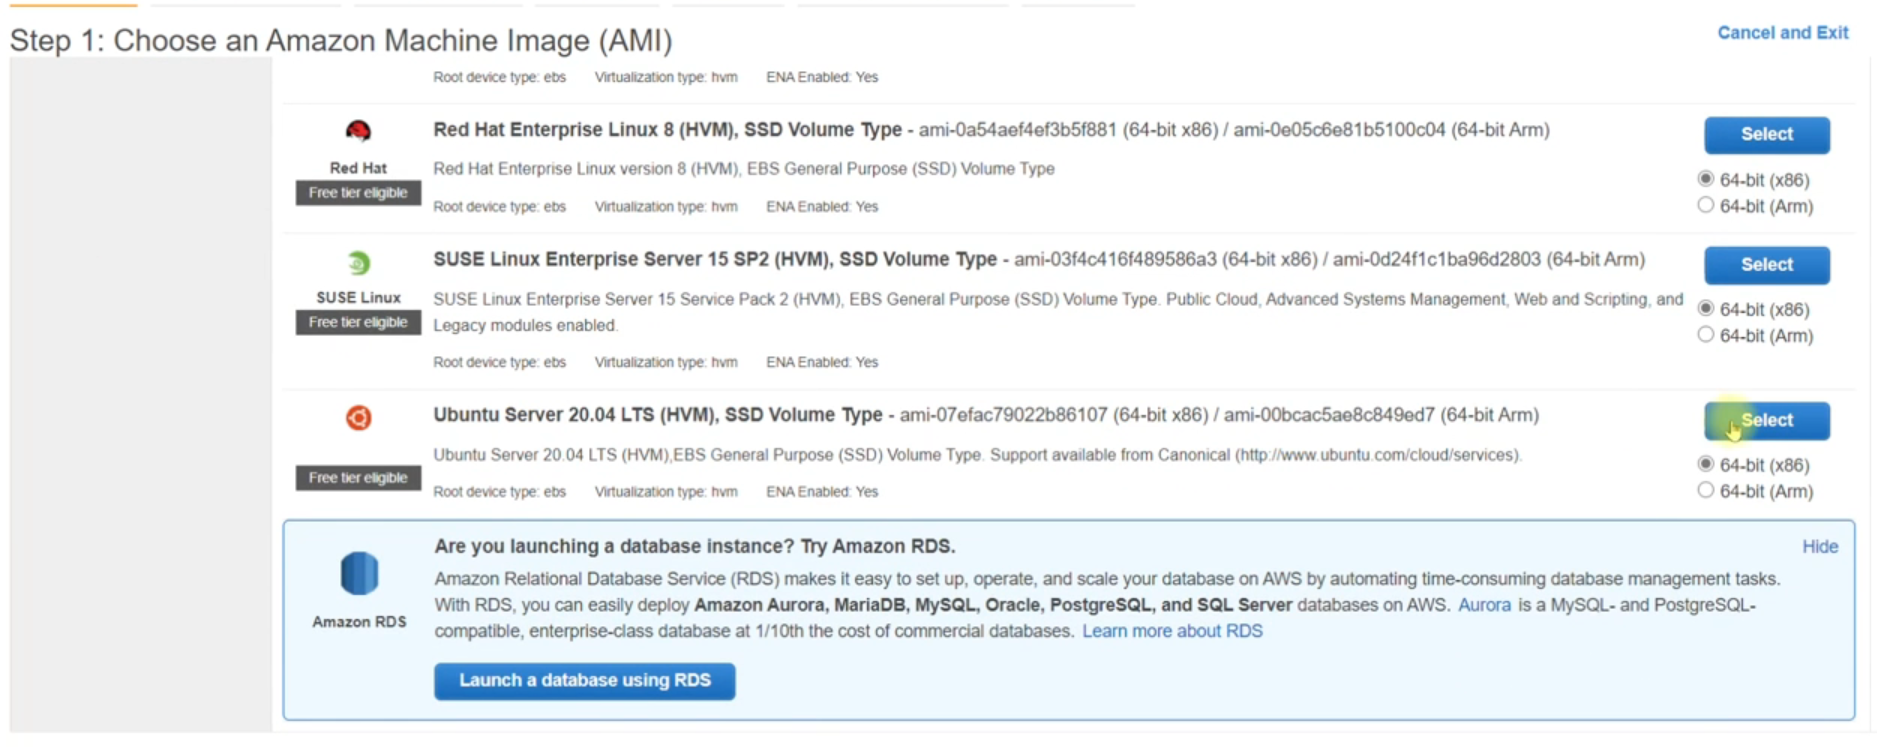 Step 1: Choose an Amazon Machine Image (AMI)
Cancel and Exit
Root device type: ebs Virtualization type: hvm ENA Enabled: Yes
Red Hat
Free tier eligible
Red Hat Enterprise Linux 8 (HVM), SSD Volume Type - ami-0a54aef4ef3b5f881 (64-bit x86) / ami-0e05c6e81b5100c04 (64-bit Arm)
Red Hat Enterprise Linux version 8 (HVM), EBS General Purpose (SSD) Volume Type
Root device type: ebs Virtualization type: hvm ENA Enabled: Yes
Select
64-bit (x86)
64-bit (Arm)
SUSE Linux
Free tier eligible
SUSE Linux Enterprise Server 15 SP2 (HVM), SSD Volume Type - ami-03f4c416f489586a3 (64-bit x86) / ami-0d24f1c1ba96d2803 (64-bit Arm)
SUSE Linux Enterprise Server 15 Service Pack 2 (HVM), EBS General Purpose (SSD) Volume Type. Public Cloud, Advanced Systems Management, Web and Scripting, and
Legacy modules enabled.
Root device type: ebs Virtualization type: hvm ENA Enabled: Yes
Select
64-bit (x86)
64-bit (Arm)
Free tier eligible
Ubuntu Server 20.04 LTS (HVM), SSD Volume Type - ami-07efac79022b86107 (64-bit x86) / ami-00bcac5ae8c849ed7 (64-bit Arm)
Ubuntu Server 20.04 LTS (HVM),EBS General Purpose (SSD) Volume Type. Support available from Canonical (http://www.ubuntu.com/cloud/services).
Root device type: ebs Virtualization type: hvm ENA Enabled: Yes
Select
64-bit (x86)
64-bit (Arm)
Amazon RDS
Are you launching a database instance? Try Amazon RDS.
Hide
Amazon Relational Database Service (RDS) makes it easy to set up, operate, and scale your database on AWS by automating time-consuming database management tasks.
With RDS, you can easily deploy Amazon Aurora, MariaDB, MySQL, Oracle, PostgreSQL, and SQL Server databases on AWS. Aurora is a MySQL- and PostgreSQL-
compatible, enterprise-class database at 1/10th the cost of commercial databases. Learn more about RDS
Launch a database using RDS